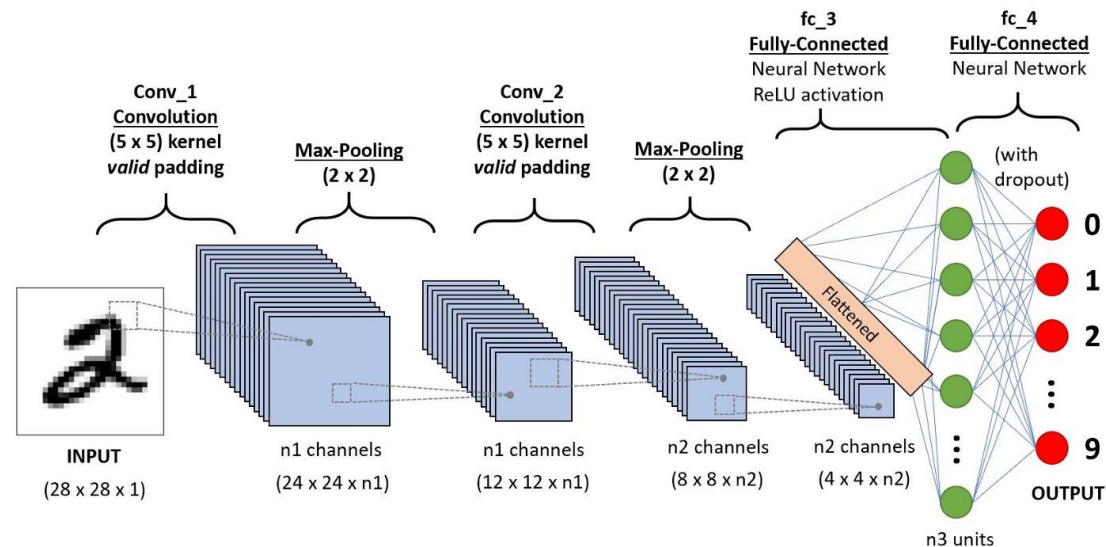 fc_3
Fully-Connected
Neural Network
ReLU activation
fc_4
Fully-Connected
Neural Network
Conv_1
Convolution
(5 x 5) kernel
valid padding
Max-Pooling
(2 x 2)
Conv_2
Convolution
(5 x 5) kernel
valid padding
Max-Pooling
(2 x 2)
(with
dropout)
Flattened
0
1
2
9
INPUT
(28 x 28 x 1)
n1 channels
(24 x 24 x n1)
n1 channels
(12 x 12 x n1)
n2 channels
(8 x 8 x n2)
n2 channels
(4 x 4 x n2)
OUTPUT
n3 units